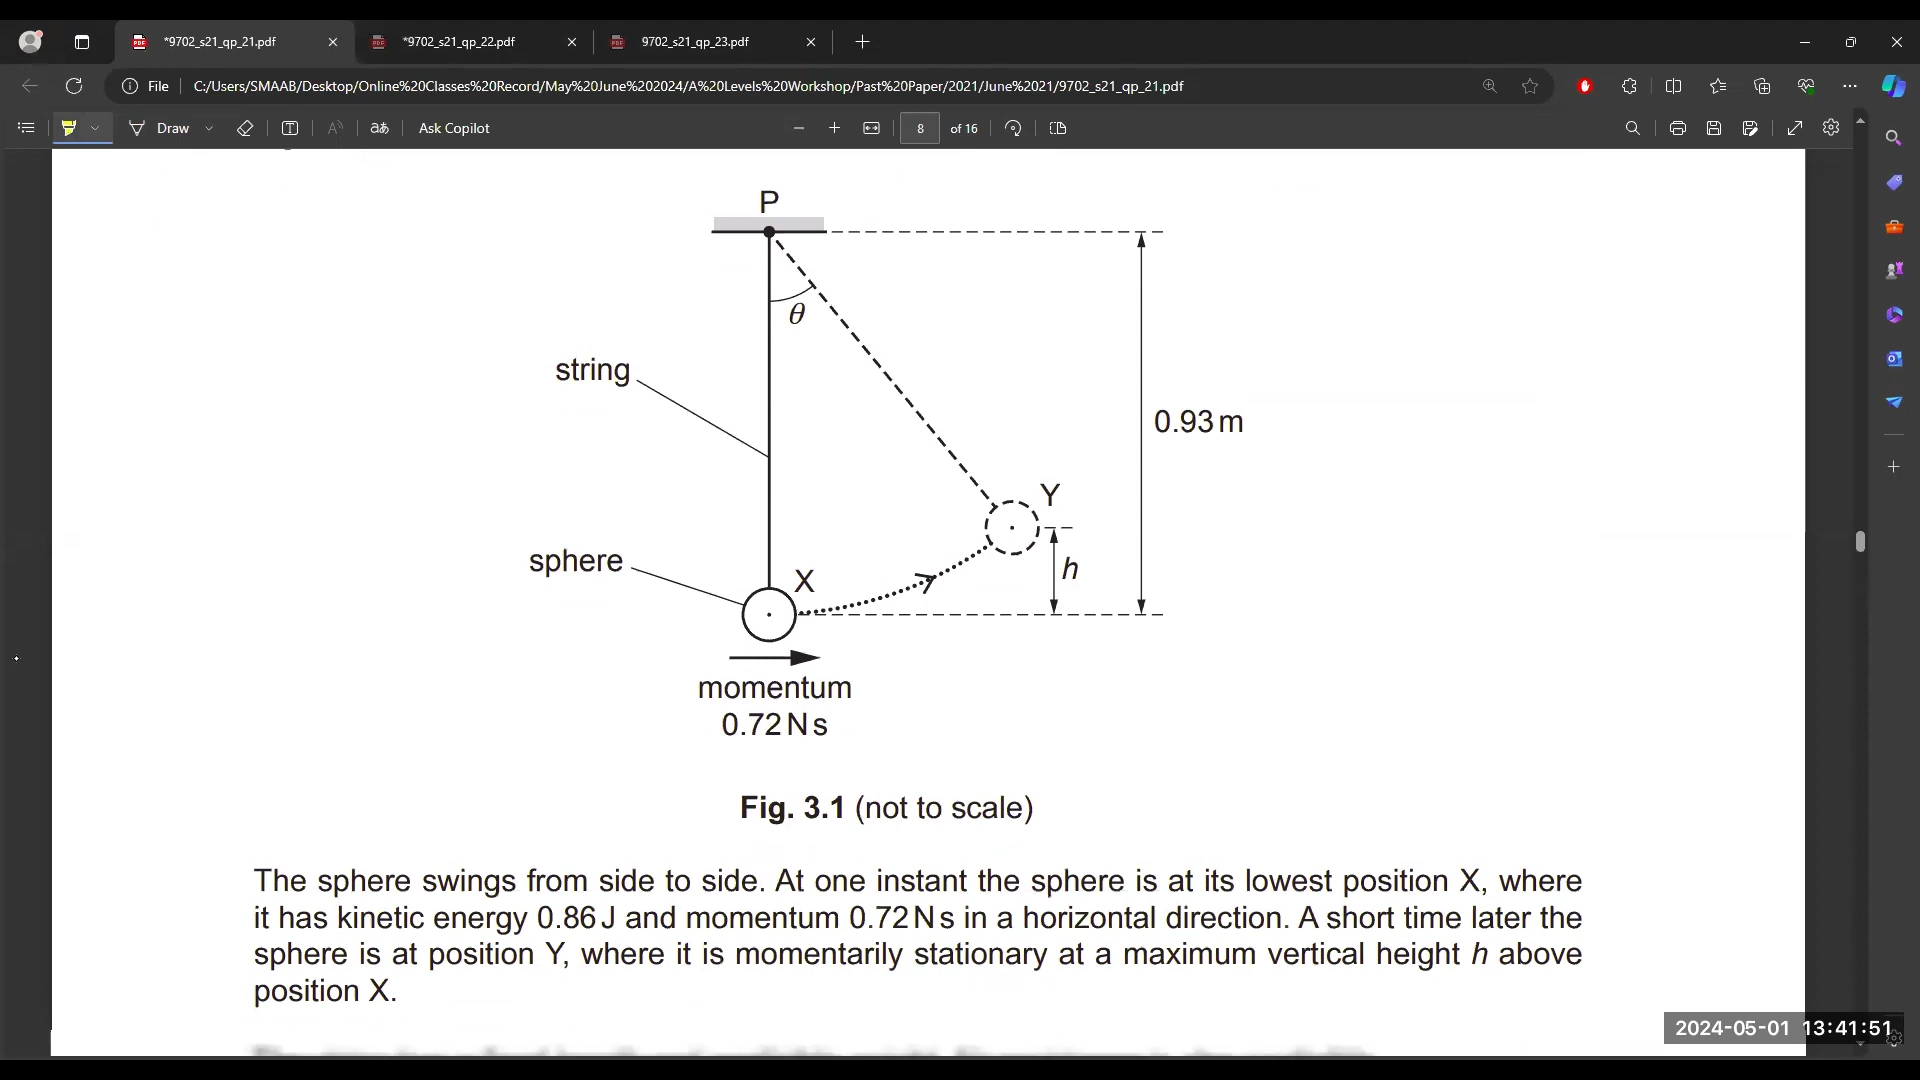 *9702_s21_qp_21.pdf
*9702_s21_qp_22.pdf
9702_s21_qp_23.pdf
File
C:/Users/SMAAB/Desktop/Online%20Classes%20Record/May%20June%202024/A%20Levels%20Workshop/Past%20Paper/2021/June%2021/9702_s21_qp_21.pdf
Draw
aあ
Ask Copilot
8 of 16
P
θ
string
0.93 m
Y
sphere
X
h
momentum
0.72 N s
Fig. 3.1 (not to scale)
The sphere swings from side to side. At one instant the sphere is at its lowest position X, where
it has kinetic energy 0.86 J and momentum 0.72 N s in a horizontal direction. A short time later the
sphere is at position Y, where it is momentarily stationary at a maximum vertical height h above
position X.
2024-05-01 13:41:51